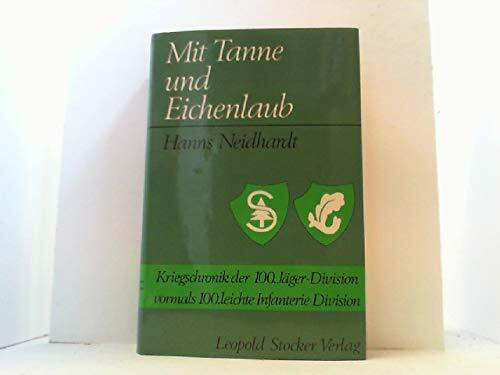 Mit Tanne
und
Eichenlaub
Hanns Neidhardt
Kriegschronik der 100. Jäger-Division
vormals 100. leichte Infanterie-Division
Leopold Stocker Verlag